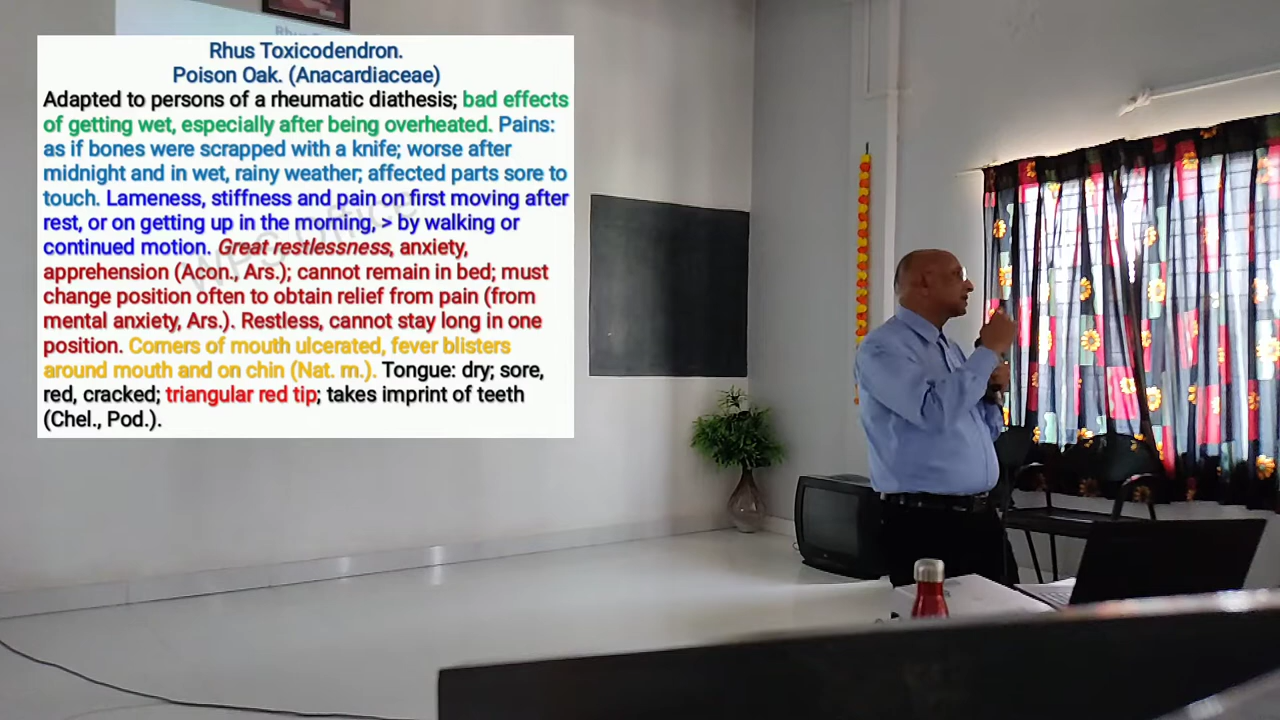 Rhus Toxicodendron.
Poison Oak. (Anacardiaceae)
Adapted to persons of a rheumatic diathesis; bad effects
of getting wet, especially after being overheated. Pains:
as if bones were scrapped with a knife; worse after
midnight and in wet, rainy weather; affected parts sore to
touch. Lameness, stiffness and pain on first moving after
rest, or on getting up in the morning, > by walking or
continued motion. Great restlessness, anxiety,
apprehension (Acon., Ars.); cannot remain in bed; must
change position often to obtain relief from pain (from
mental anxiety, Ars.). Restless, cannot stay long in one
position. Corners of mouth ulcerated, fever blisters
around mouth and on chin (Nat. m.). Tongue: dry; sore,
red, cracked; triangular red tip; takes imprint of teeth
(Chel., Pod.).